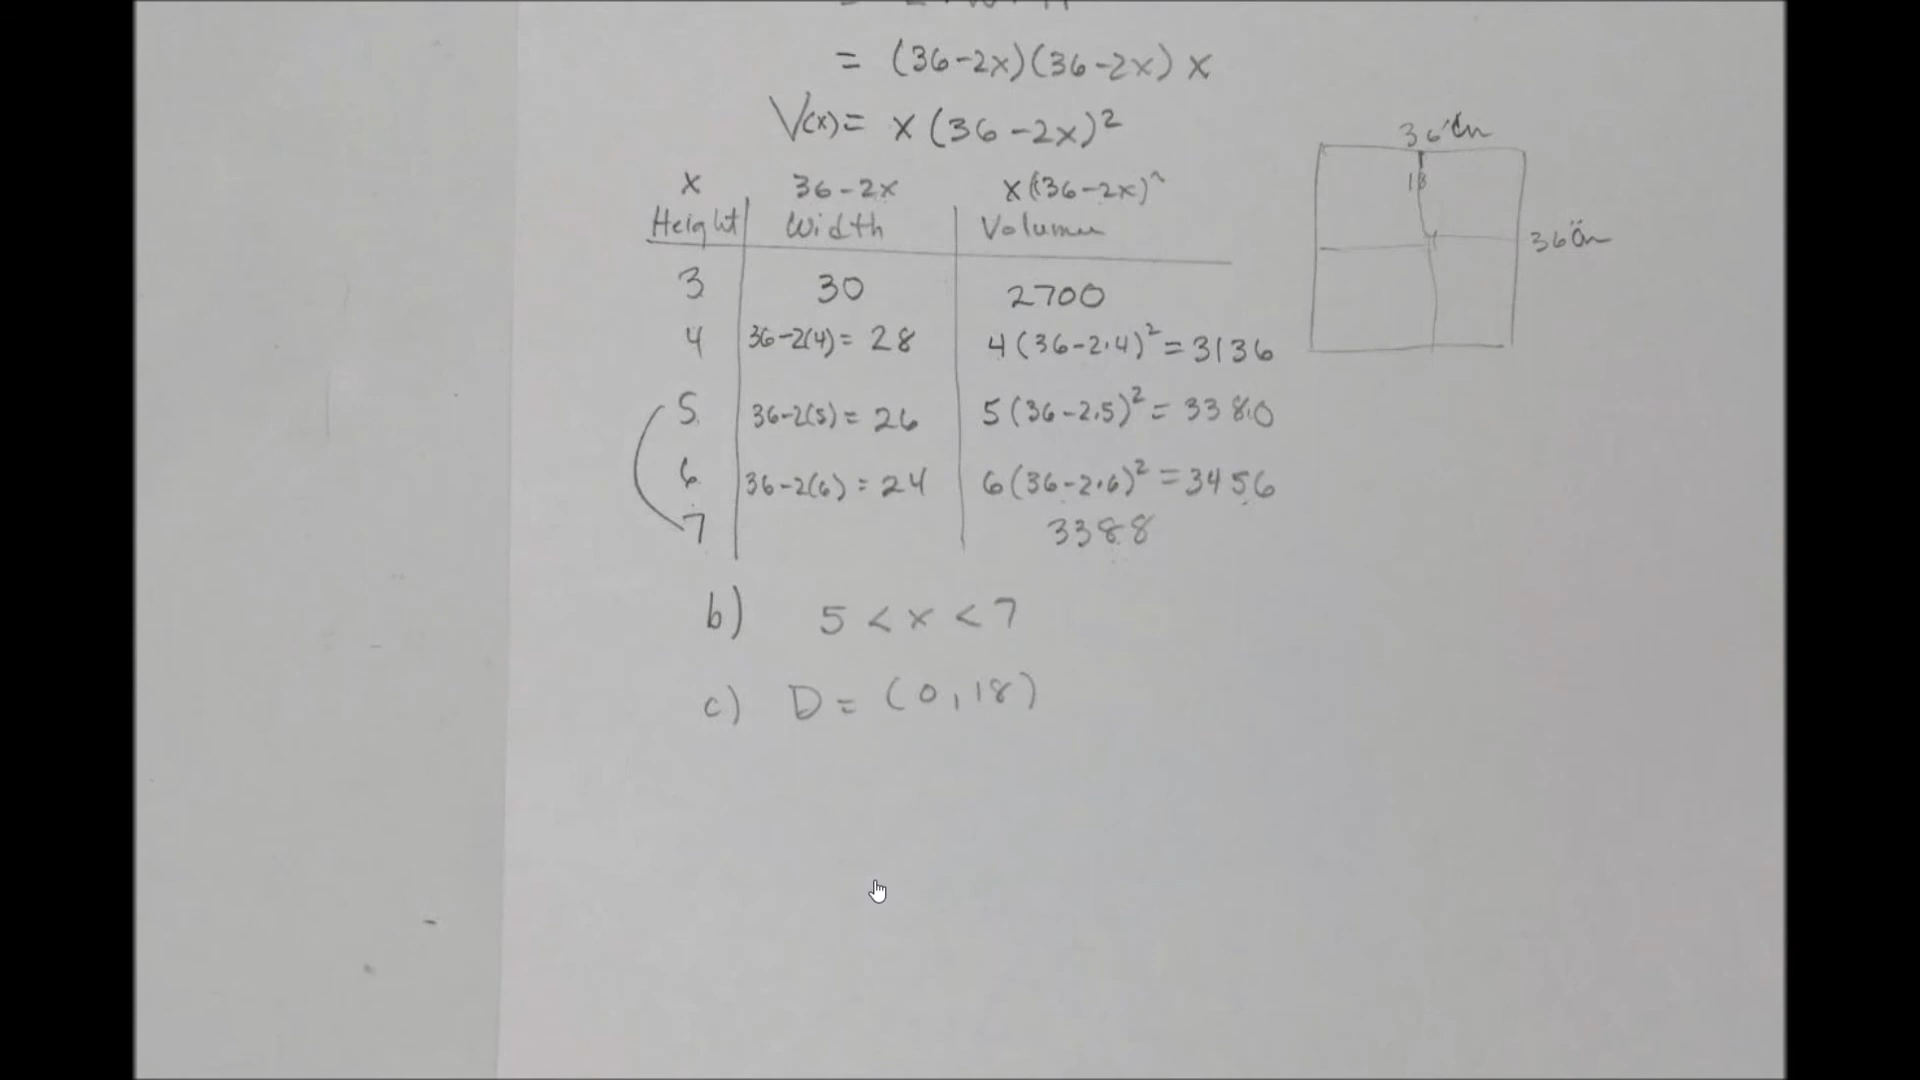 = (36-2x)(36-2x) x
V(x)= x(36-2x)²
36 cm
x 36-2x x(36-2x)²
18
Height Width Volume
36 cm
3 30 2700
4 36-2(4)= 28 4(36-2·4)²=3136
5 36-2(5)= 26 5(36-2·5)²= 3380
6 36-2(6)= 24 6(36-2·6)²=3456
7 3388
b) 5 < x < 7
c) D = (0,18)